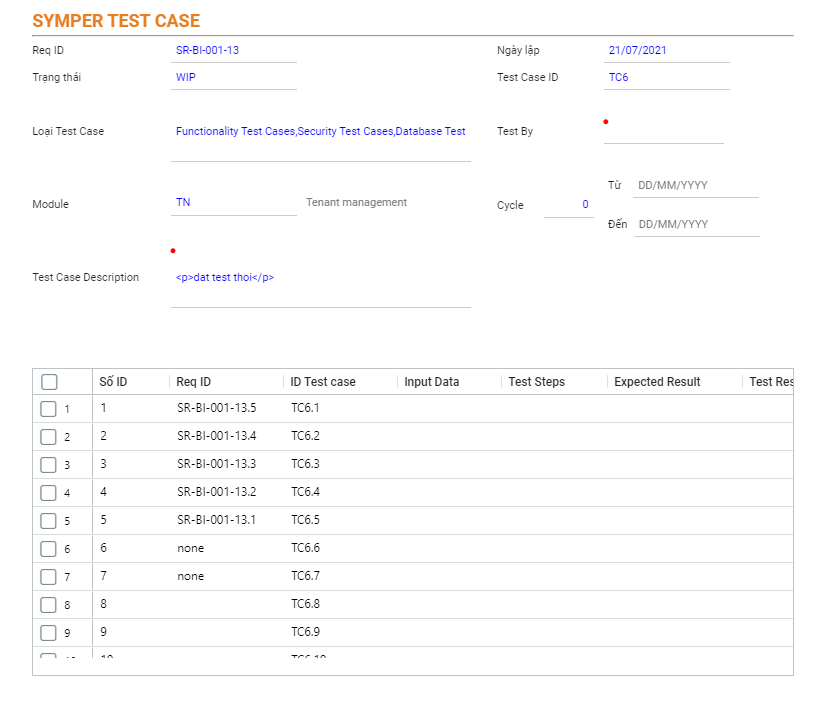 SYMPER TEST CASE
Req ID SR-BI-001-13 Ngày lập 21/07/2021
Trạng thái WIP Test Case ID TC6
Loại Test Case Functionality Test Cases,Security Test Cases,Database Test Test By
Từ DD/MM/YYYY
Module TN Tenant management Cycle 0
Đến DD/MM/YYYY
Test Case Description <p>dat test thoi</p>
Số ID Req ID ID Test case Input Data Test Steps Expected Result Test Res
1 1 SR-BI-001-13.5 TC6.1
2 2 SR-BI-001-13.4 TC6.2
3 3 SR-BI-001-13.3 TC6.3
4 4 SR-BI-001-13.2 TC6.4
5 5 SR-BI-001-13.1 TC6.5
6 6 none TC6.6
7 7 none TC6.7
8 8 TC6.8
9 9 TC6.9